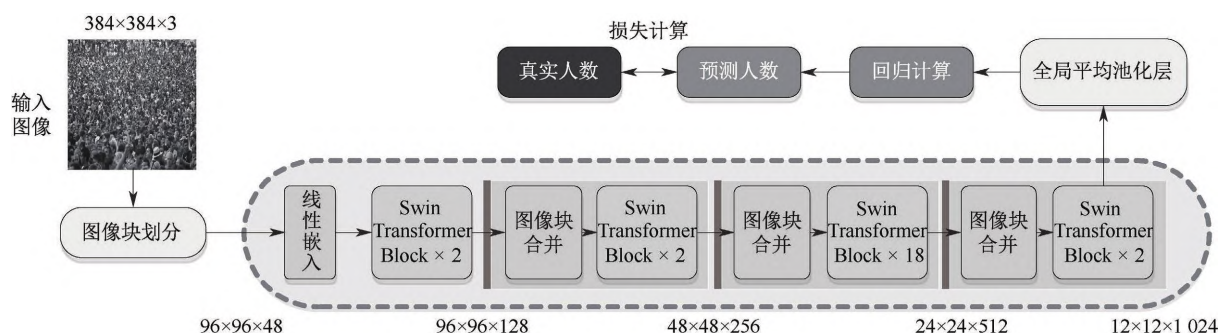 384×384×3
输入
图像
损失计算
真实人数
预测人数
回归计算
全局平均池化层
图像块划分
线
性
嵌
入
Swin
Transformer
Block × 2
图像块
合并
Swin
Transformer
Block × 2
图像块
合并
Swin
Transformer
Block × 18
图像块
合并
Swin
Transformer
Block × 2
96×96×48
96×96×128
48×48×256
24×24×512
12×12×1 024